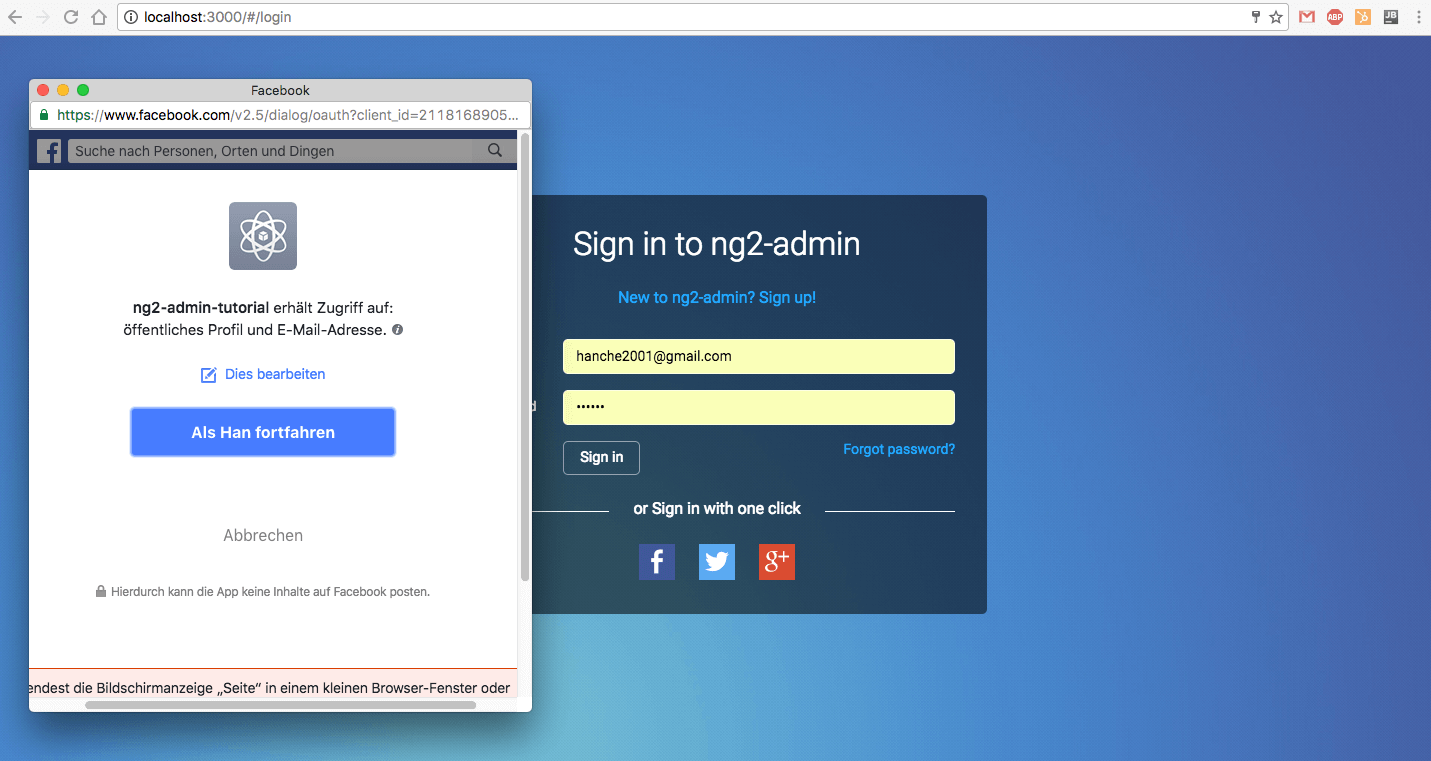 localhost:3000/#/login
ABP
JB
Facebook
https://www.facebook.com/v2.5/dialog/oauth?client_id=2118168905...
Suche nach Personen, Orten und Dingen
ng2-admin-tutorial erhält Zugriff auf:
öffentliches Profil und E-Mail-Adresse.
Dies bearbeiten
Als Han fortfahren
Abbrechen
Hierdurch kann die App keine Inhalte auf Facebook posten.
endest die Bildschirmanzeige „Seite“ in einem kleinen Browser-Fenster oder
Sign in to ng2-admin
New to ng2-admin? Sign up!
hanche2001@gmail.com
d
••••••
Sign in
Forgot password?
or Sign in with one click
f
g+